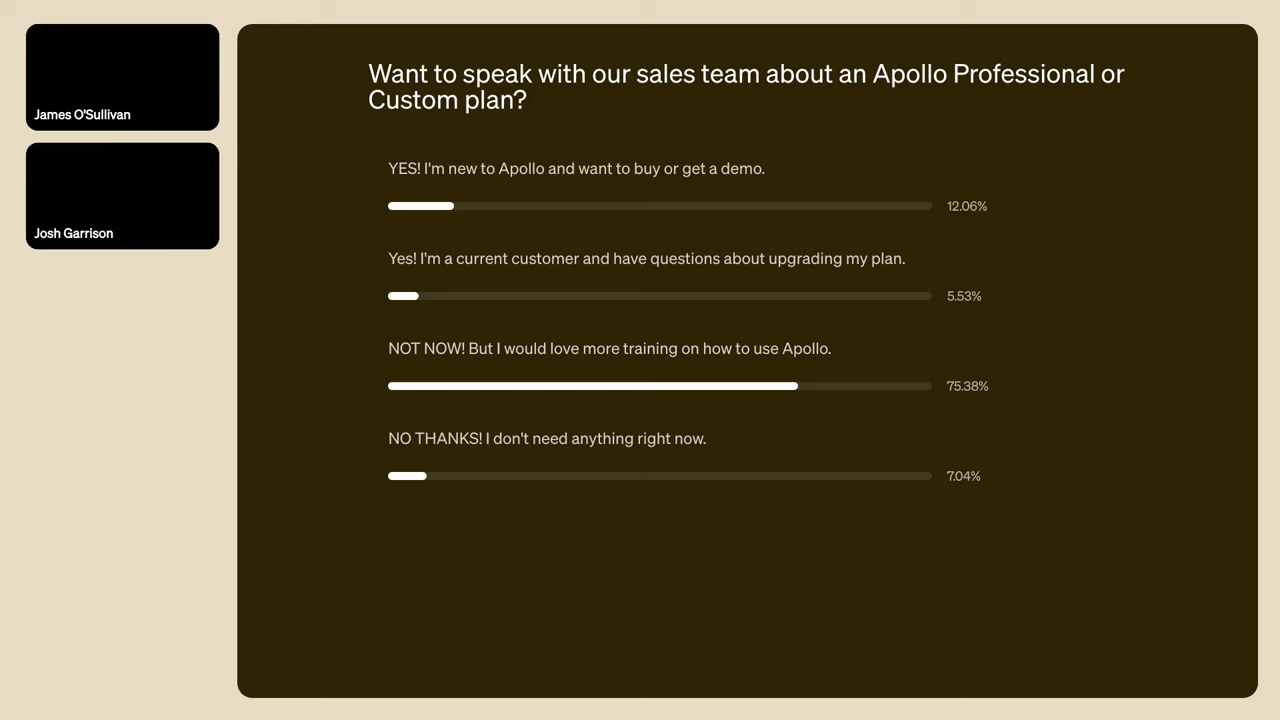 James O'Sullivan
Josh Garrison
Want to speak with our sales team about an Apollo Professional or
Custom plan?
YES! I'm new to Apollo and want to buy or get a demo.
12.06%
Yes! I'm a current customer and have questions about upgrading my plan.
5.53%
NOT NOW! But I would love more training on how to use Apollo.
75.38%
NO THANKS! I don't need anything right now.
7.04%